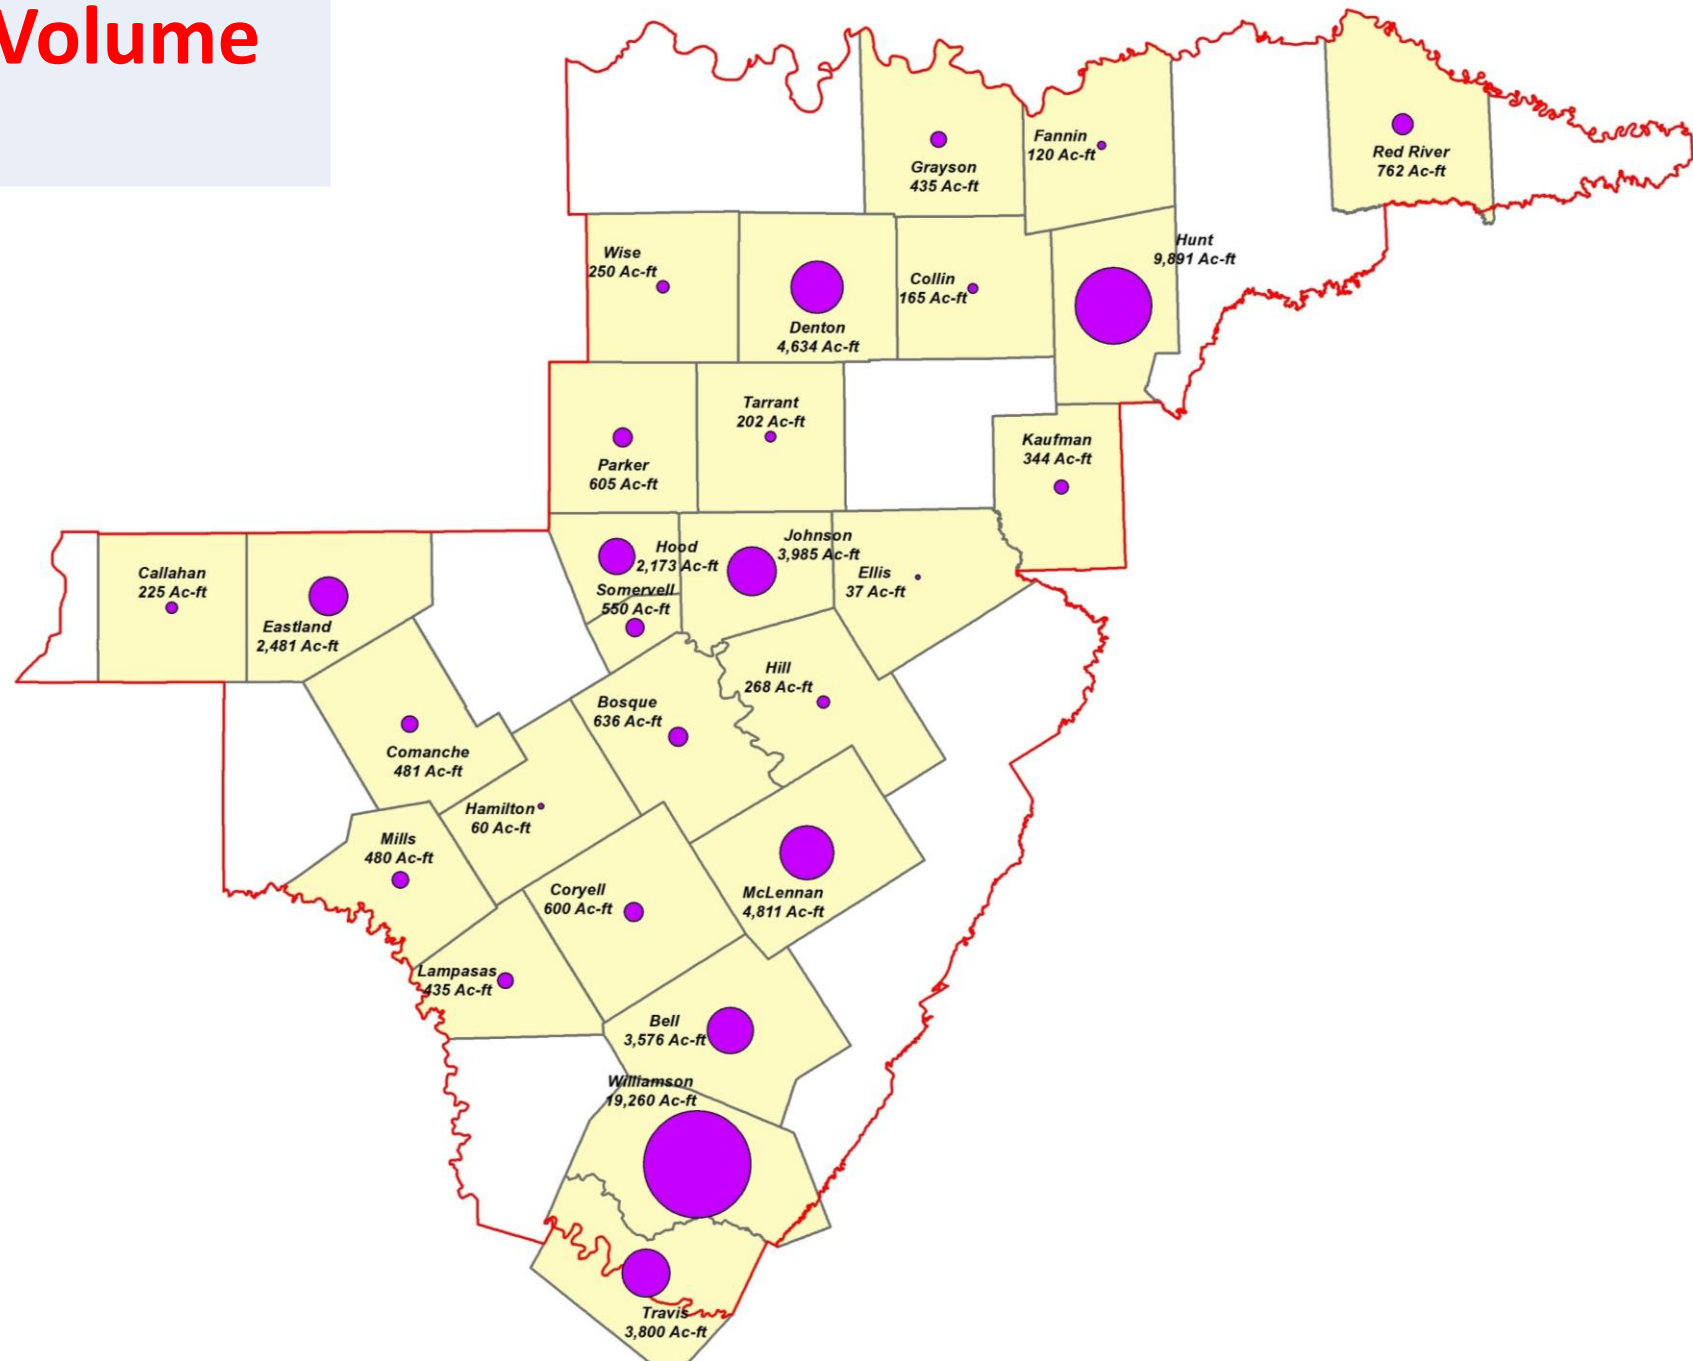 Volume
Grayson
435 Ac-ft
Fannin
120 Ac-ft
Red River
762 Ac-ft
Wise
250 Ac-ft
Denton
4,634 Ac-ft
Collin
165 Ac-ft
Hunt
9,891 Ac-ft
Parker
605 Ac-ft
Tarrant
202 Ac-ft
Kaufman
344 Ac-ft
Callahan
225 Ac-ft
Eastland
2,481 Ac-ft
Hood
2,173 Ac-ft
Somervell
550 Ac-ft
Johnson
3,985 Ac-ft
Ellis
37 Ac-ft
Comanche
481 Ac-ft
Bosque
636 Ac-ft
Hill
268 Ac-ft
Hamilton
60 Ac-ft
Mills
480 Ac-ft
Coryell
600 Ac-ft
McLennan
4,811 Ac-ft
Lampasas
435 Ac-ft
Bell
3,576 Ac-ft
Williamson
19,260 Ac-ft
Travis
3,800 Ac-ft